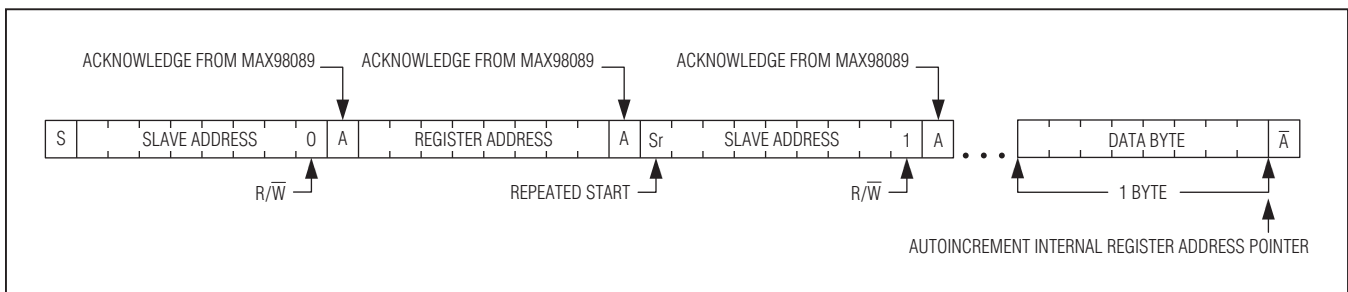 ACKNOWLEDGE FROM MAX98089 ACKNOWLEDGE FROM MAX98089 ACKNOWLEDGE FROM MAX98089
S SLAVE ADDRESS 0 A REGISTER ADDRESS A Sr SLAVE ADDRESS 1 A ... DATA BYTE A̅
R/W̅ REPEATED START R/W̅ 1 BYTE
AUTOINCREMENT INTERNAL REGISTER ADDRESS POINTER